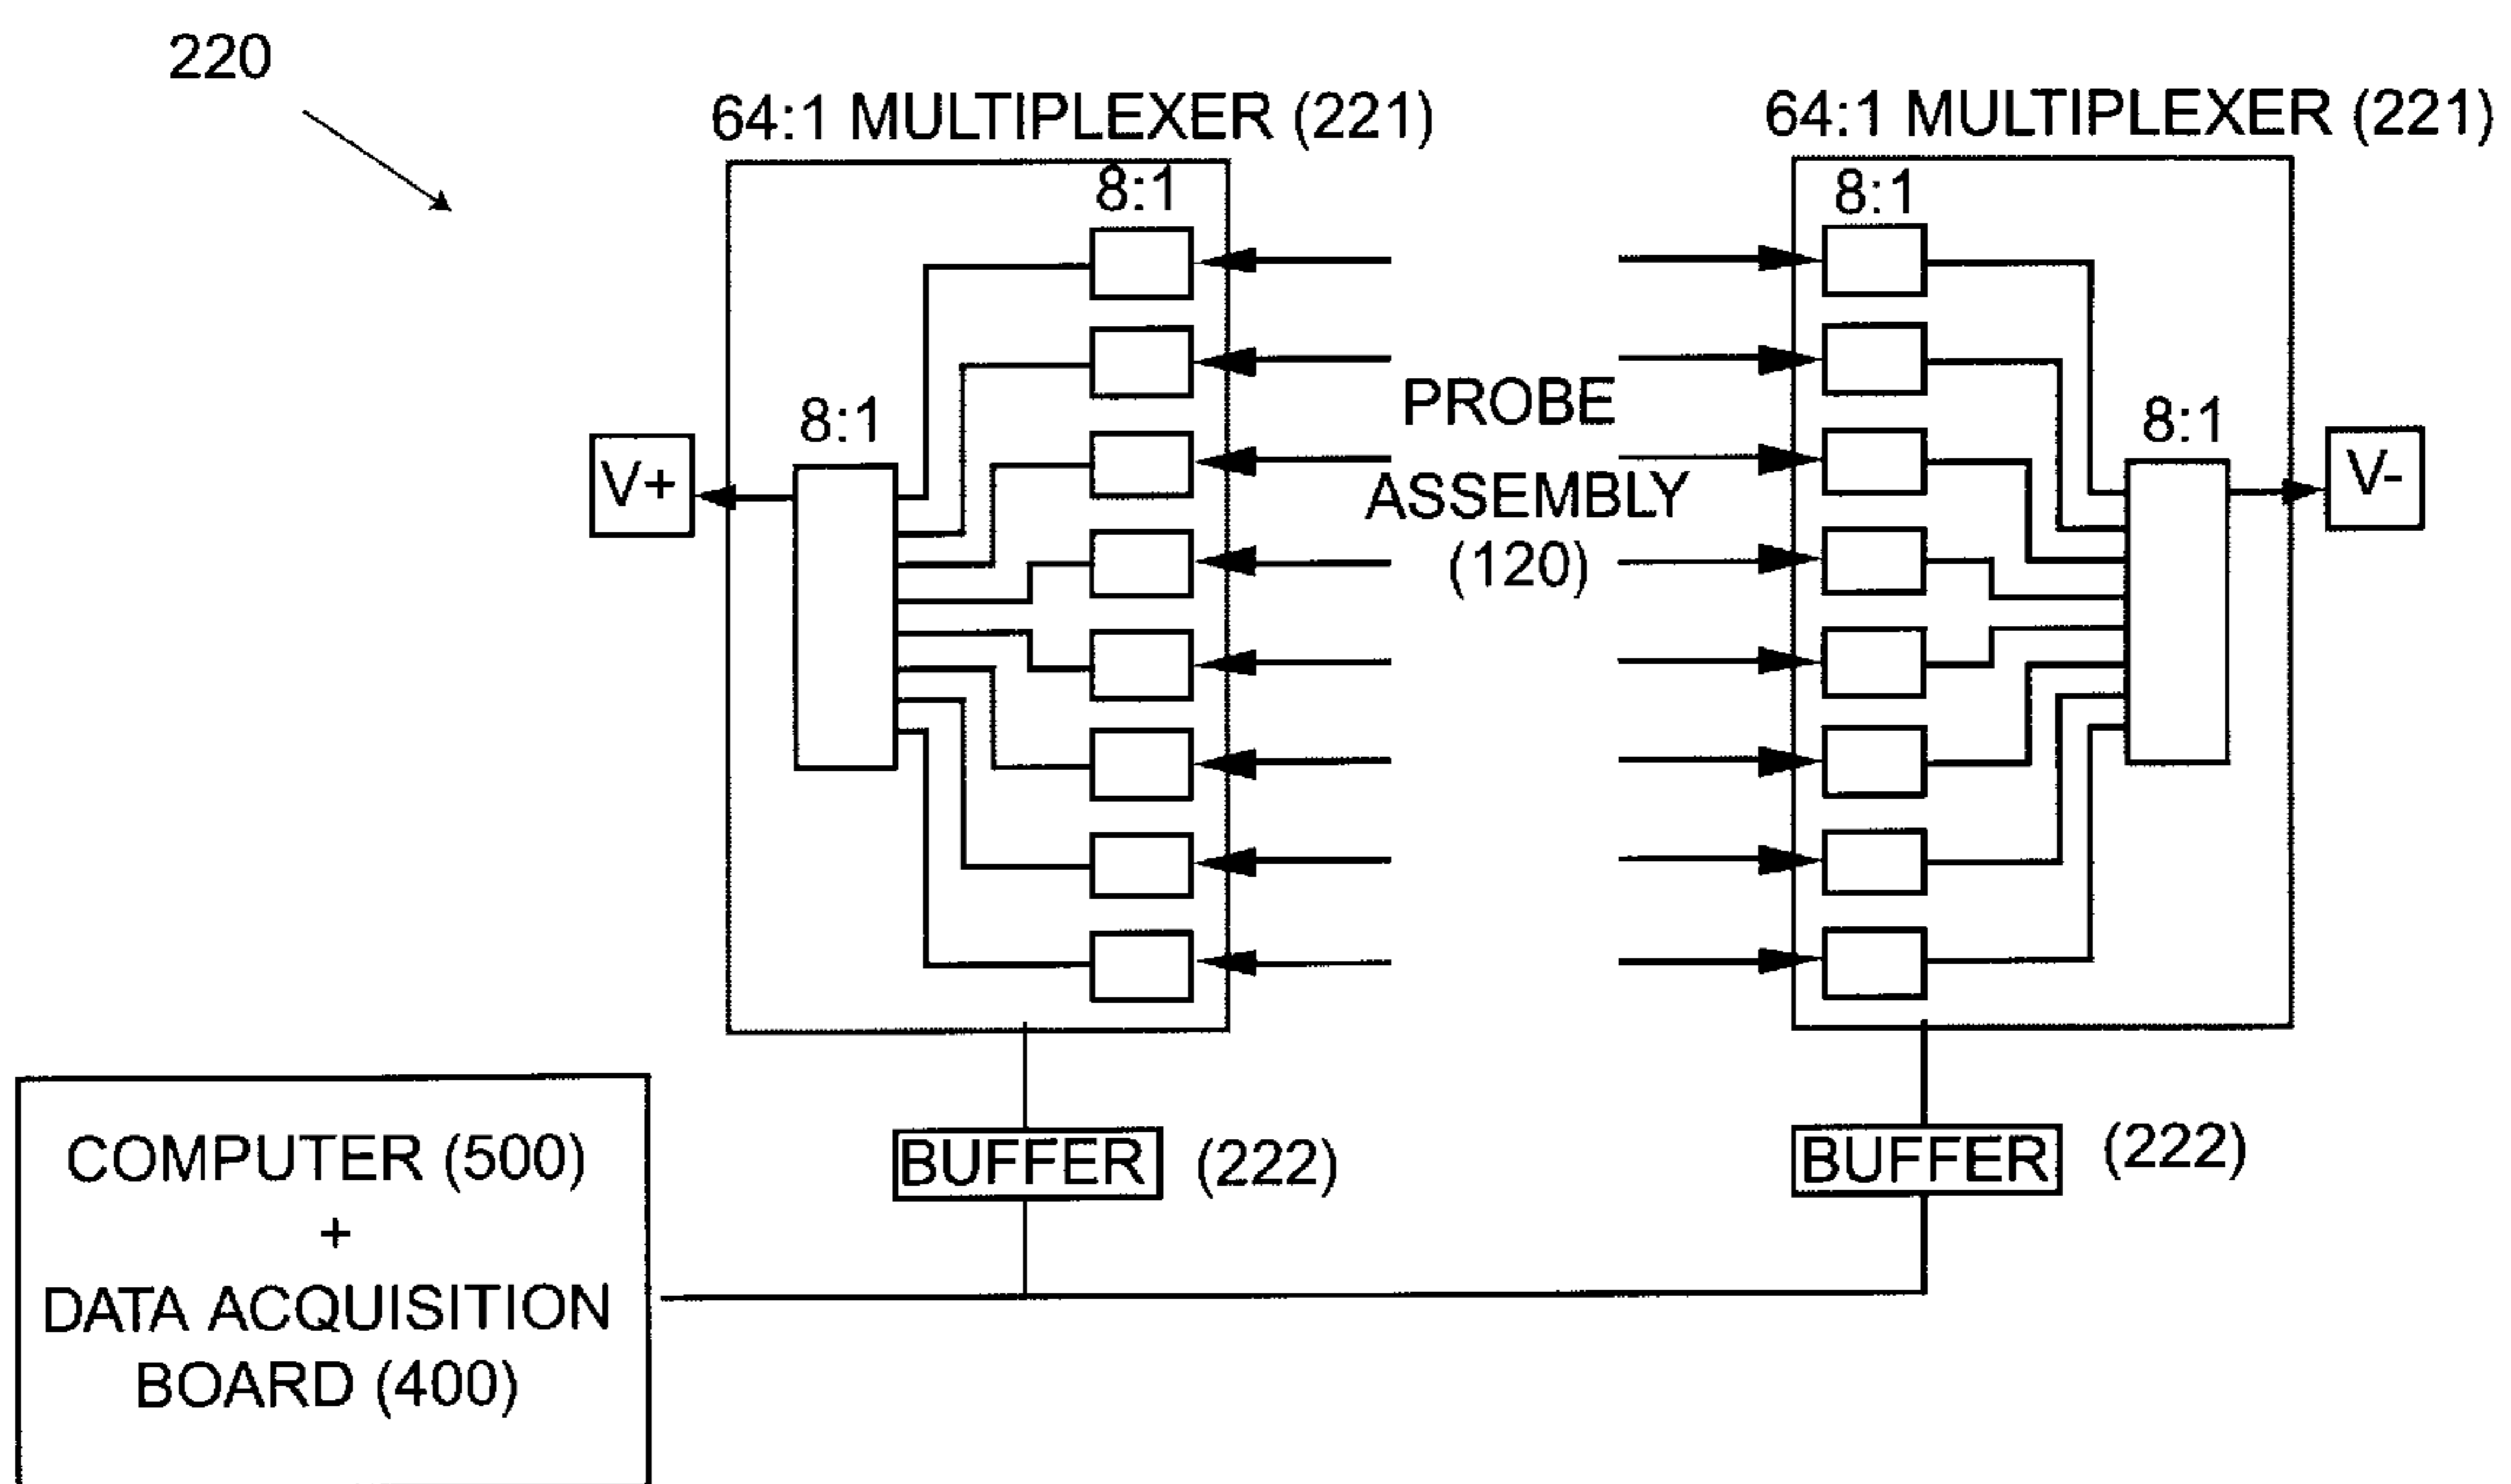 220
64:1 MULTIPLEXER (221)
64:1 MULTIPLEXER (221)
8:1
8:1
PROBE
ASSEMBLY
(120)
8:1
8:1
V+
V-
BUFFER
(222)
BUFFER
(222)
COMPUTER (500)
+
DATA ACQUISITION
BOARD (400)